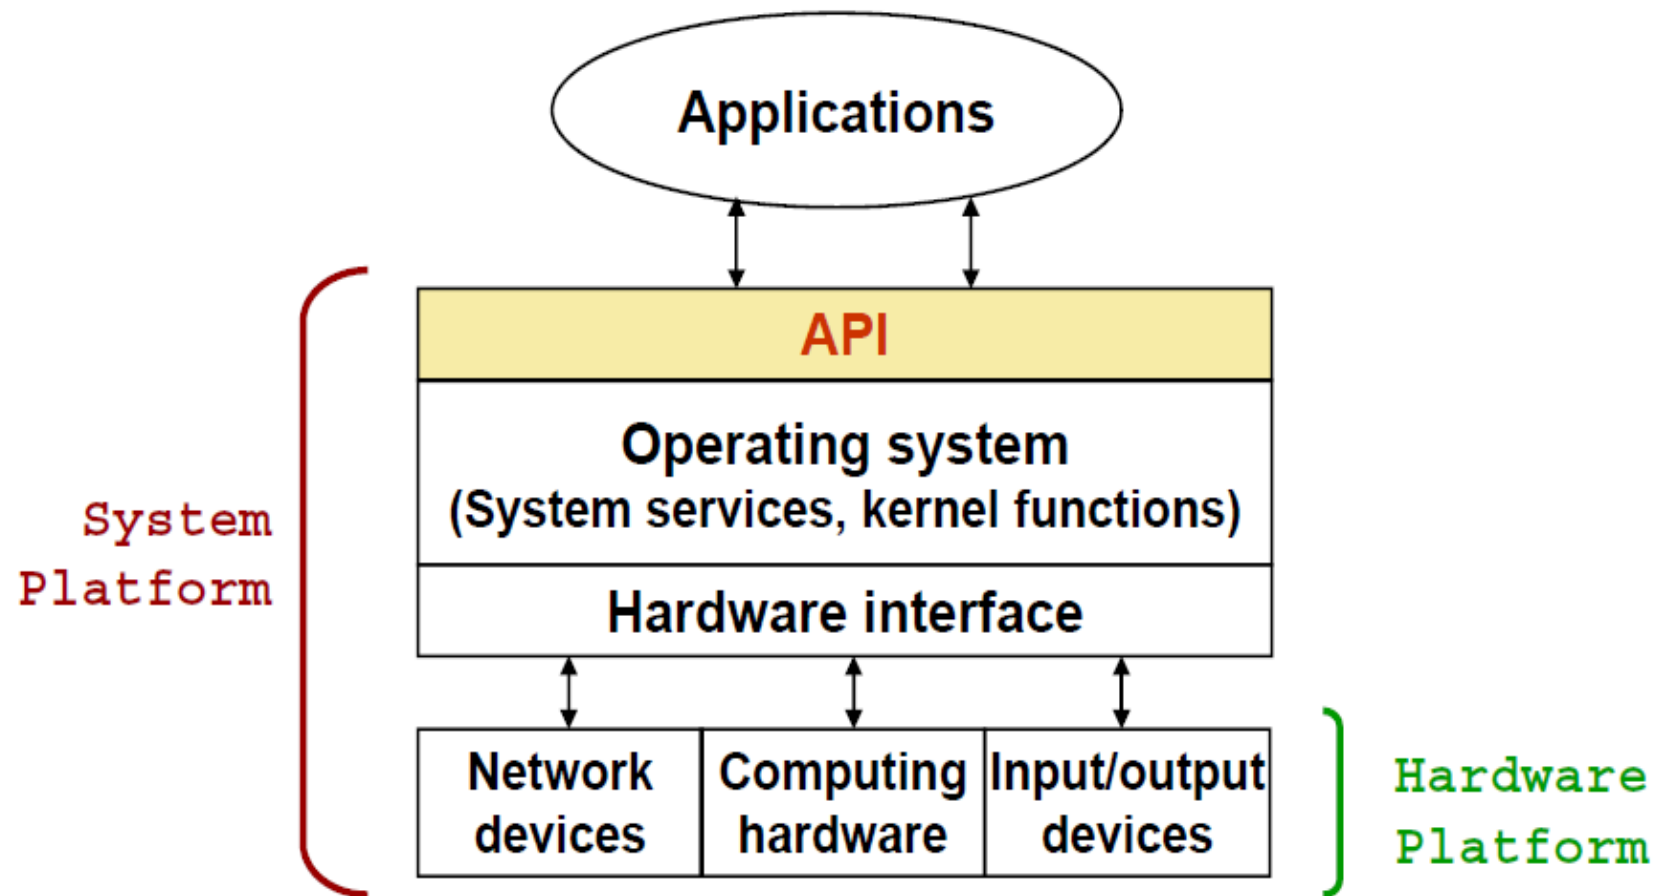 Applications
API
Operating system
(System services, kernel functions)
Hardware interface
System
Platform
Network
devices
Computing
hardware
Input/output
devices
Hardware
Platform